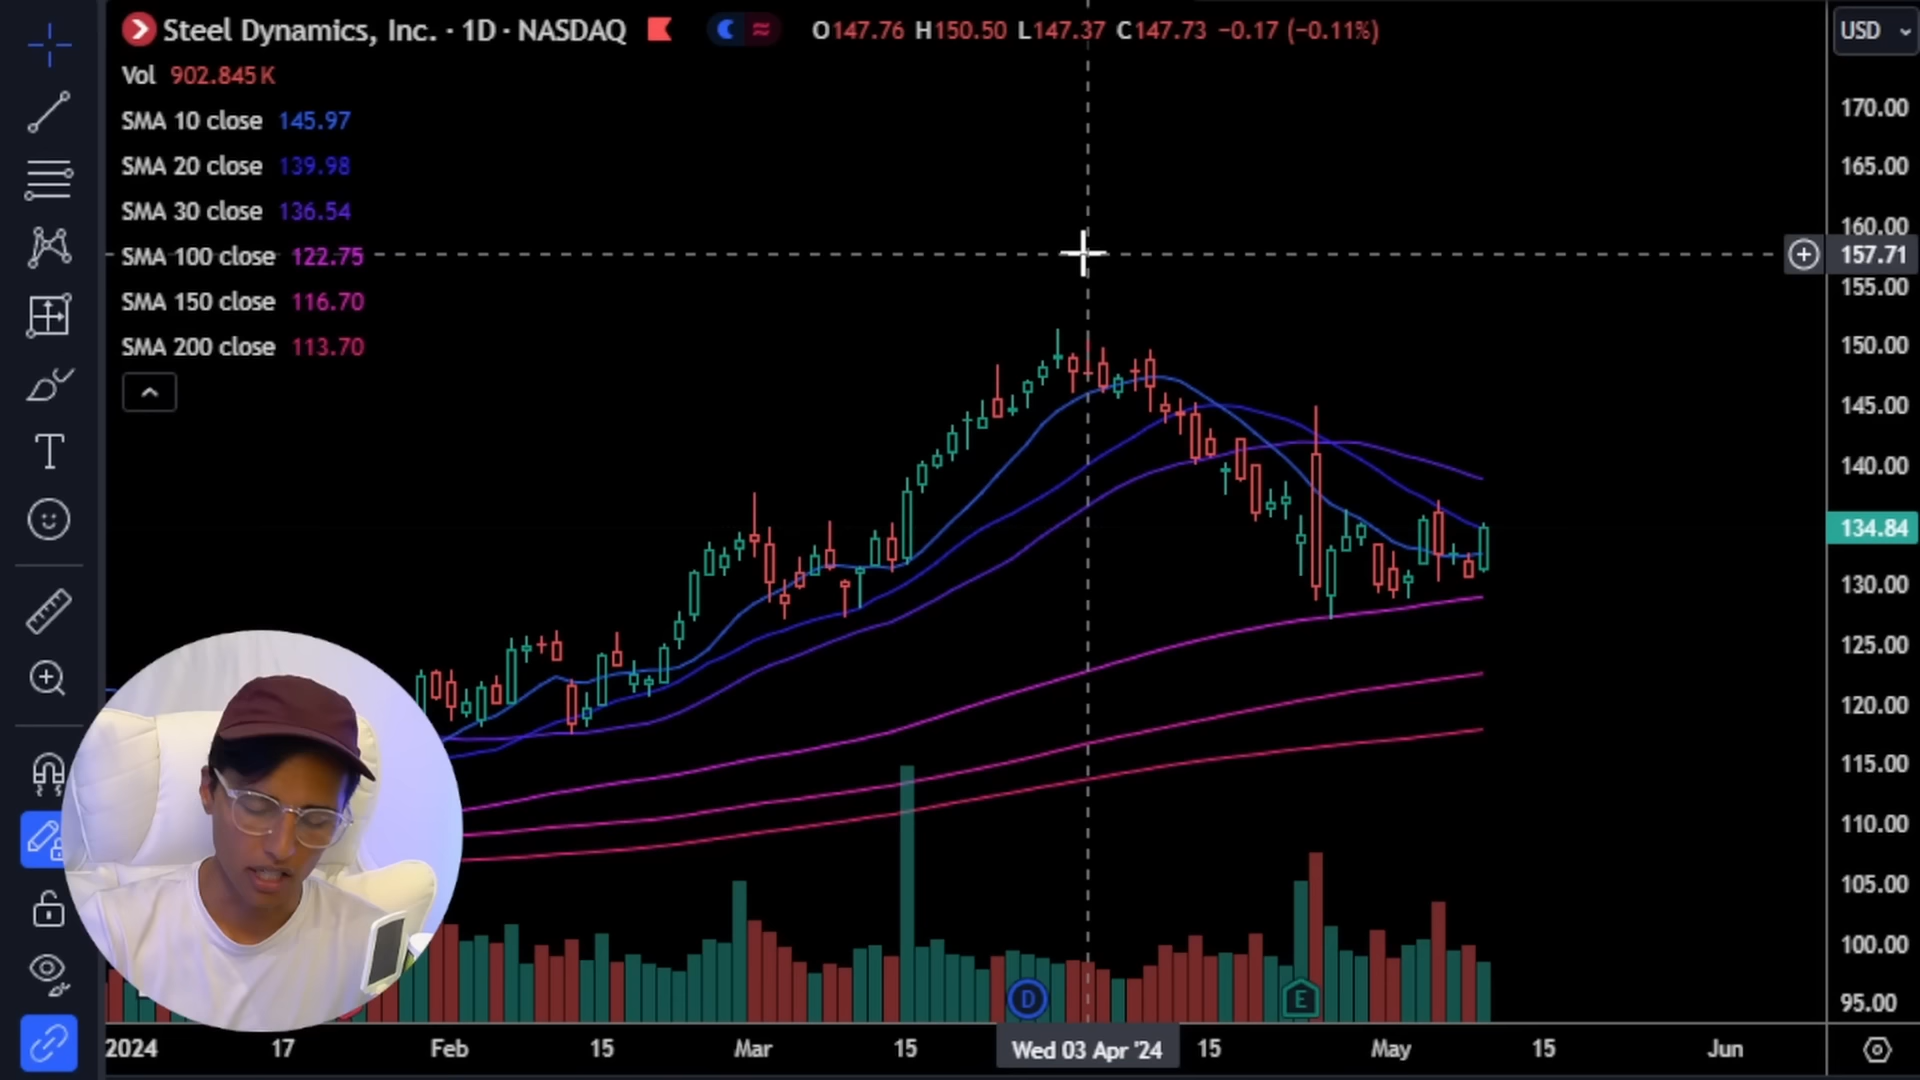 Steel Dynamics, Inc. · 1D · NASDAQ O147.76 H150.50 L147.37 C147.73 −0.17 (−0.11%) USD
Vol 902.845K
SMA 10 close 145.97
SMA 20 close 139.98
SMA 30 close 136.54
SMA 100 close 122.75
SMA 150 close 116.70
SMA 200 close 113.70
170.00
165.00
160.00
157.71
155.00
150.00
145.00
140.00
134.84
130.00
125.00
120.00
115.00
110.00
105.00
100.00
95.00
T
D
E
2024 17 Feb 15 Mar 15 Wed 03 Apr '24 15 May 15 Jun